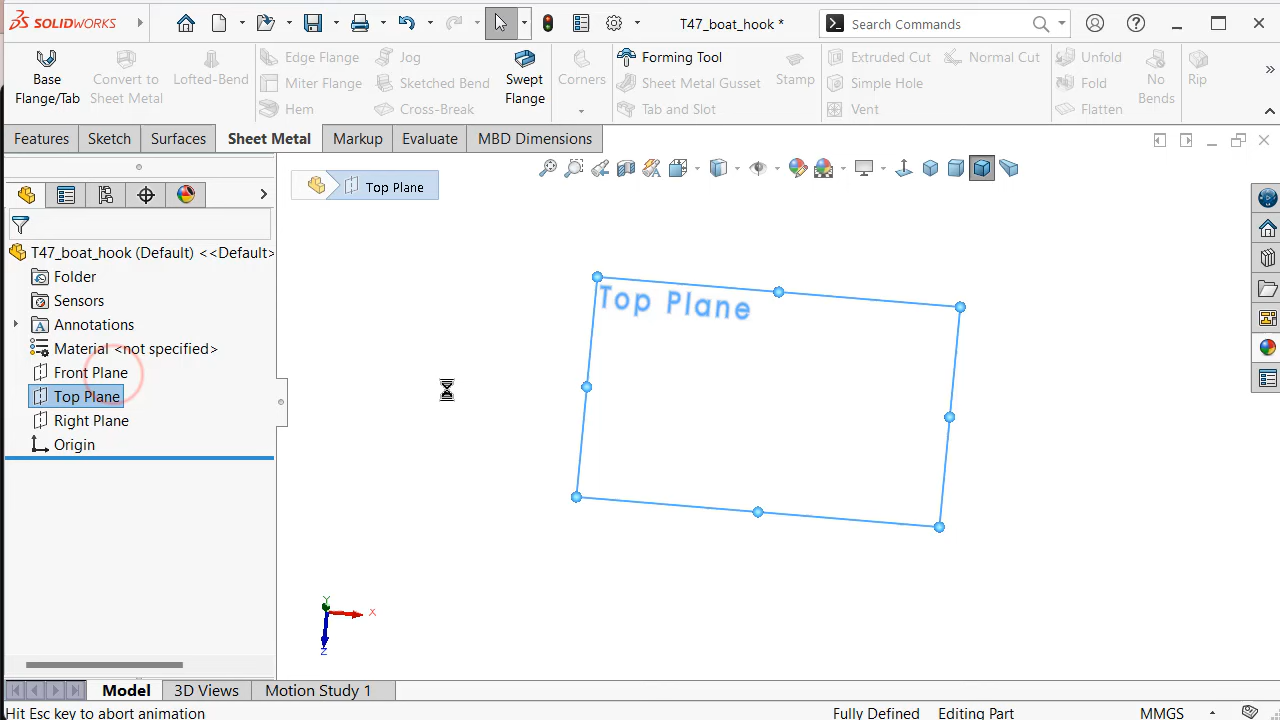 SOLIDWORKS
T47_boat_hook *
Search Commands
Base Flange/Tab
Convert to Sheet Metal
Lofted-Bend
Edge Flange
Miter Flange
Hem
Jog
Sketched Bend
Cross-Break
Swept Flange
Corners
Forming Tool
Sheet Metal Gusset
Tab and Slot
Stamp
Extruded Cut
Simple Hole
Vent
Normal Cut
No Bends
Unfold
Fold
Flatten
Rip
Features
Sketch
Surfaces
Sheet Metal
Markup
Evaluate
MBD Dimensions
Top Plane
T47_boat_hook (Default) <<Default>
Folder
Sensors
Annotations
Material <not specified>
Front Plane
Top Plane
Right Plane
Origin
Top Plane
Y
X
Z
Model
3D Views
Motion Study 1
Hit Esc key to abort animation
Fully Defined
Editing Part
MMGS